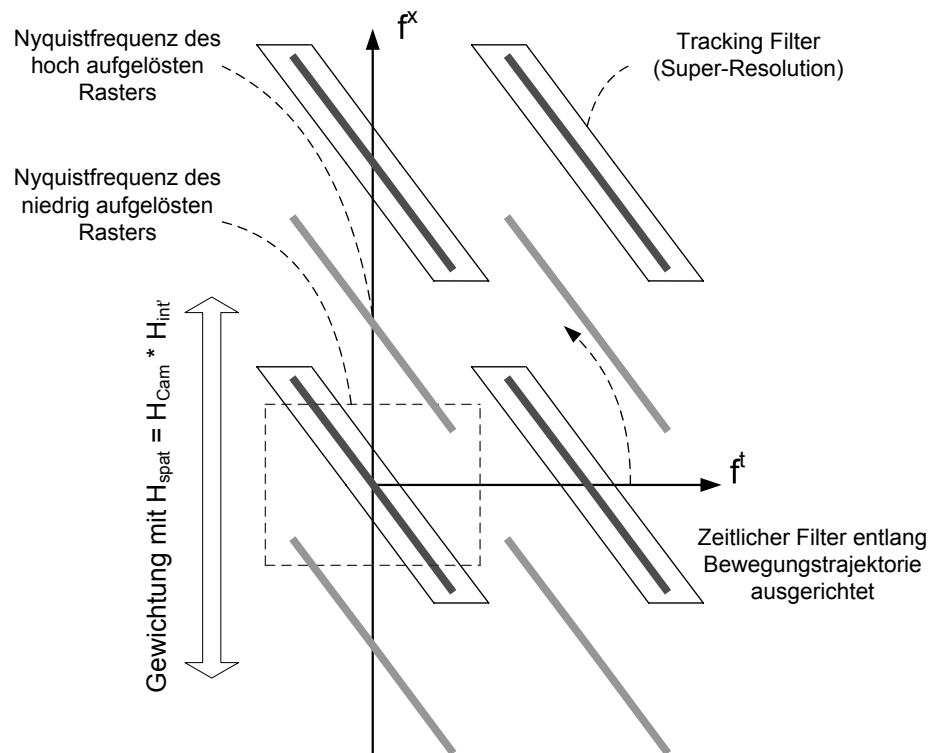 Nyquistfrequenz des
hoch aufgelösten
Rasters
f^x
Tracking Filter
(Super-Resolution)
Nyquistfrequenz des
niedrig aufgelösten
Rasters
Gewichtung mit H_spat = H_Cam * H_int'
f^t
Zeitlicher Filter entlang
Bewegungstrajektorie
ausgerichtet